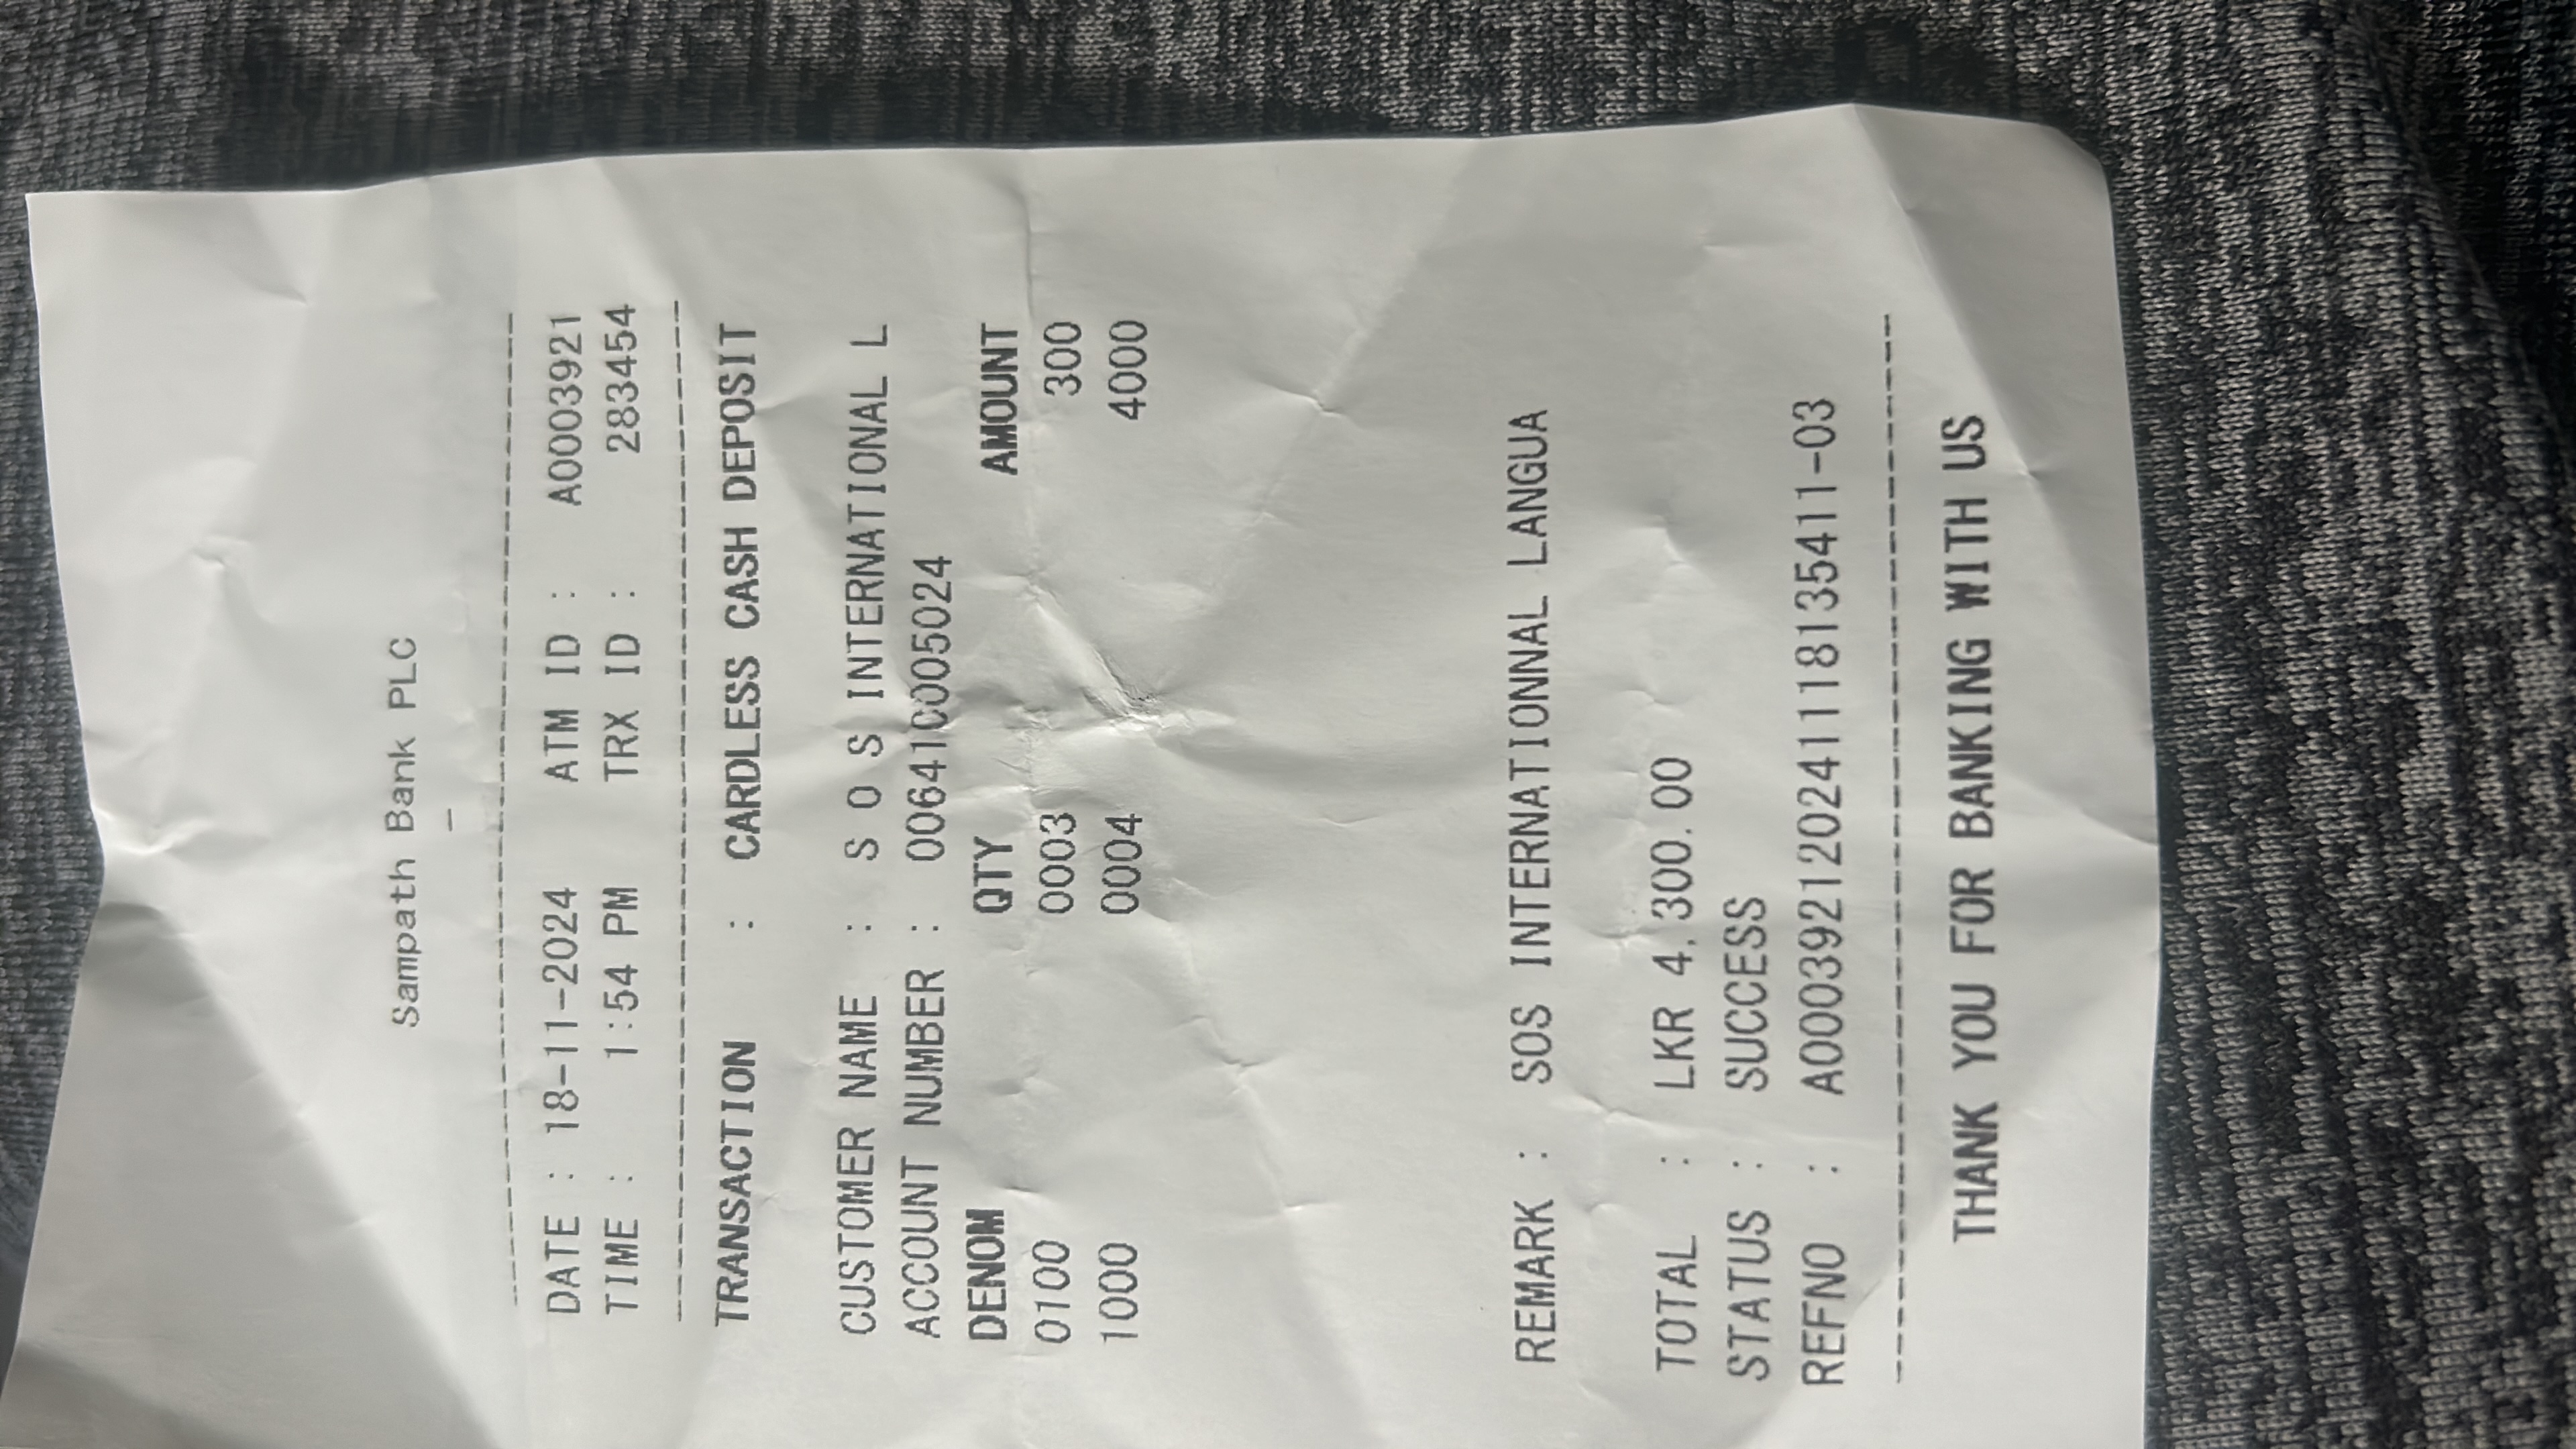 Sampath Bank PLC
–
DATE : 18-11-2024 ATM ID : A0003921
TIME : 1:54 PM TRX ID : 283454
TRANSACTION : CARDLESS CASH DEPOSIT
CUSTOMER NAME : S O S INTERNATIONAL L
ACCOUNT NUMBER : 006410005024
DENOM QTY AMOUNT
0100 0003 300
1000 0004 4000
REMARK : SOS INTERNATIONNAL LANGUA
TOTAL : LKR 4,300.00
STATUS : SUCCESS
REFNO : A00039212024111813541​1-03
THANK YOU FOR BANKING WITH US